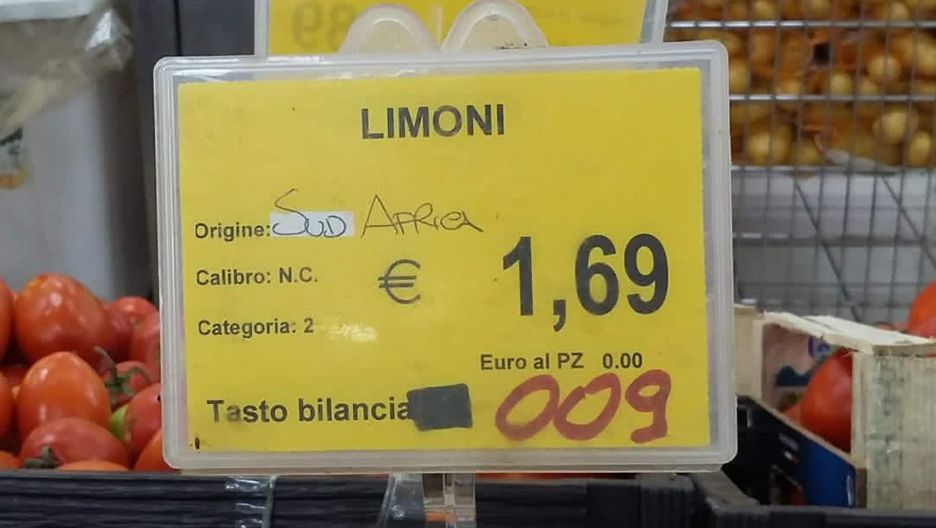 LIMONI
Origine: SUD AFRICA
Calibro: N.C.
€ 1,69
Categoria: 2
Euro al PZ 0.00
Tasto bilancia 009